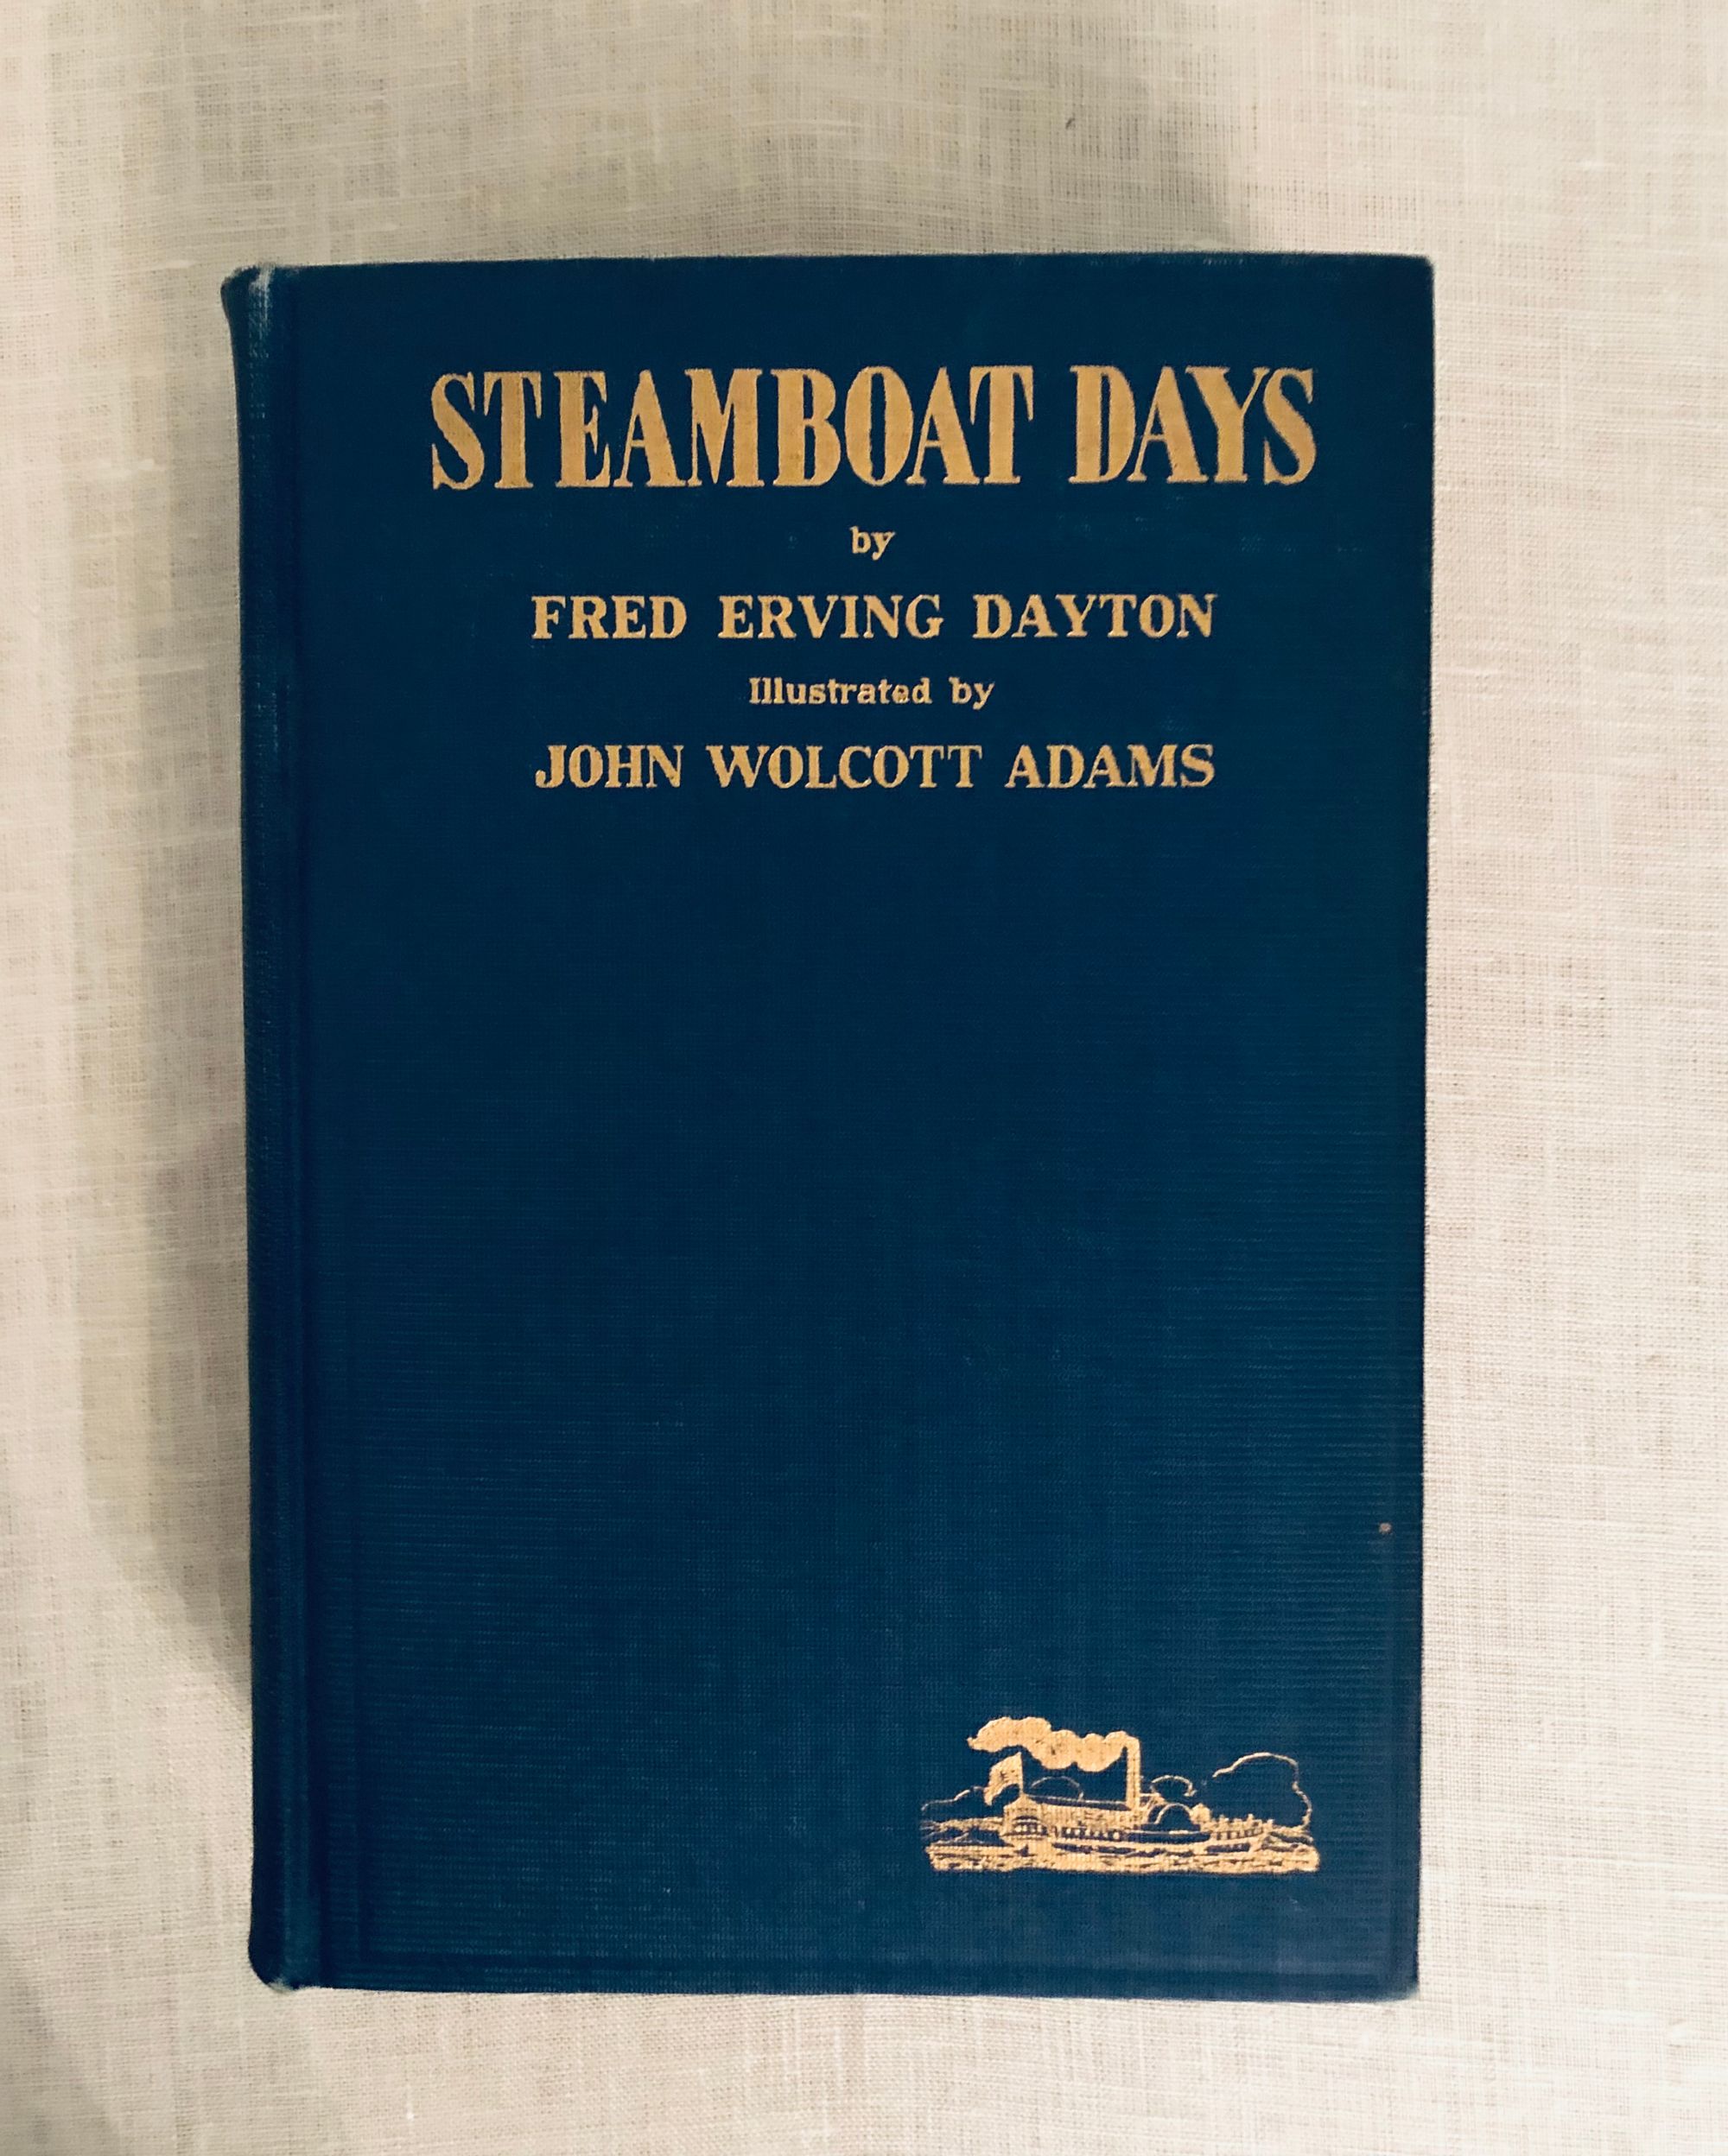 STEAMBOAT DAYS
by
FRED ERVING DAYTON
Illustrated by
JOHN WOLCOTT ADAMS